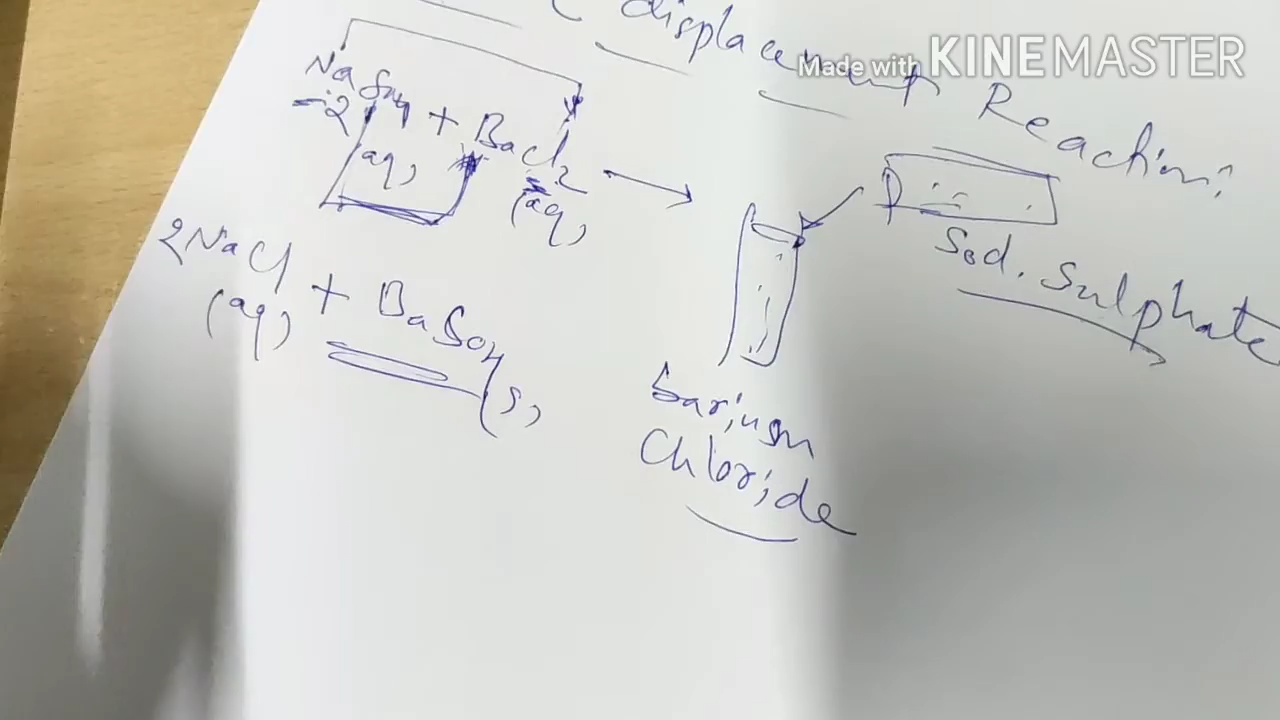 displacement Reaction:
Made with KINEMASTER
Na2SO4 + BaCl2 →
(aq) (aq)
2NaCl + BaSO4
(aq) (s)
Sod. Sulphate
Barium
Chloride